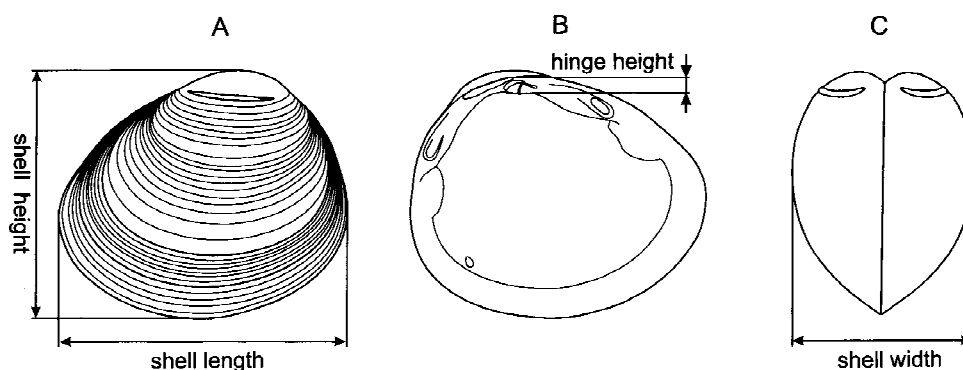 A
B
C
hinge height
shell height
shell length
shell width